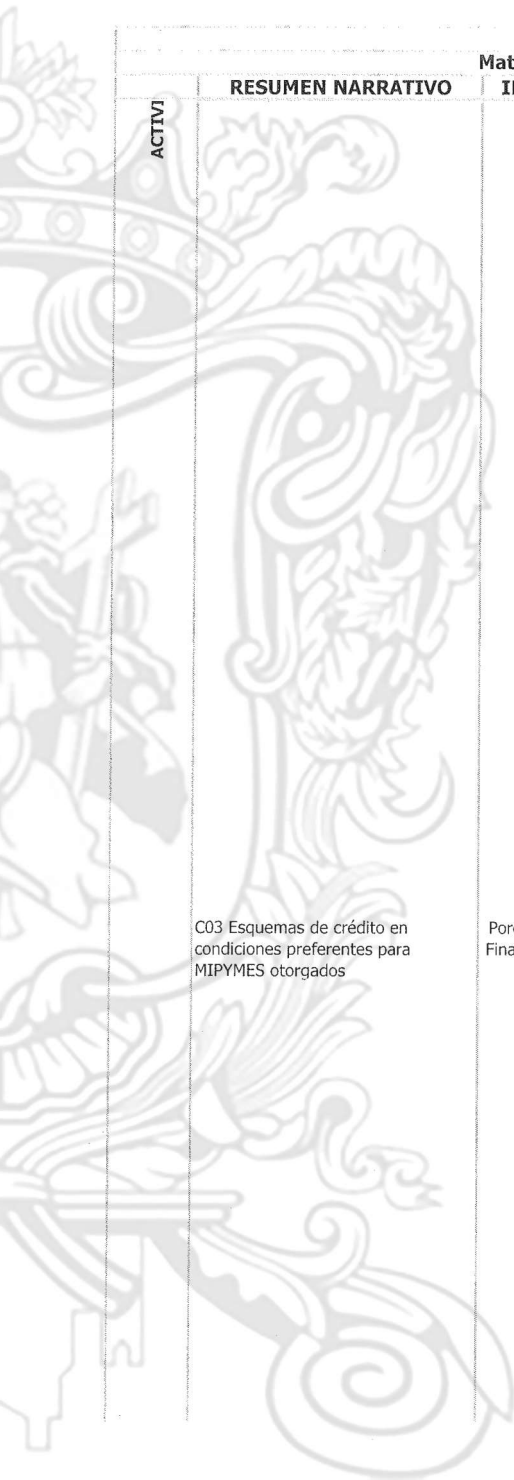 Mat
RESUMEN NARRATIVO
ACTIVI
C03 Esquemas de crédito en
condiciones preferentes para
MIPYMES otorgados
Por
Fina